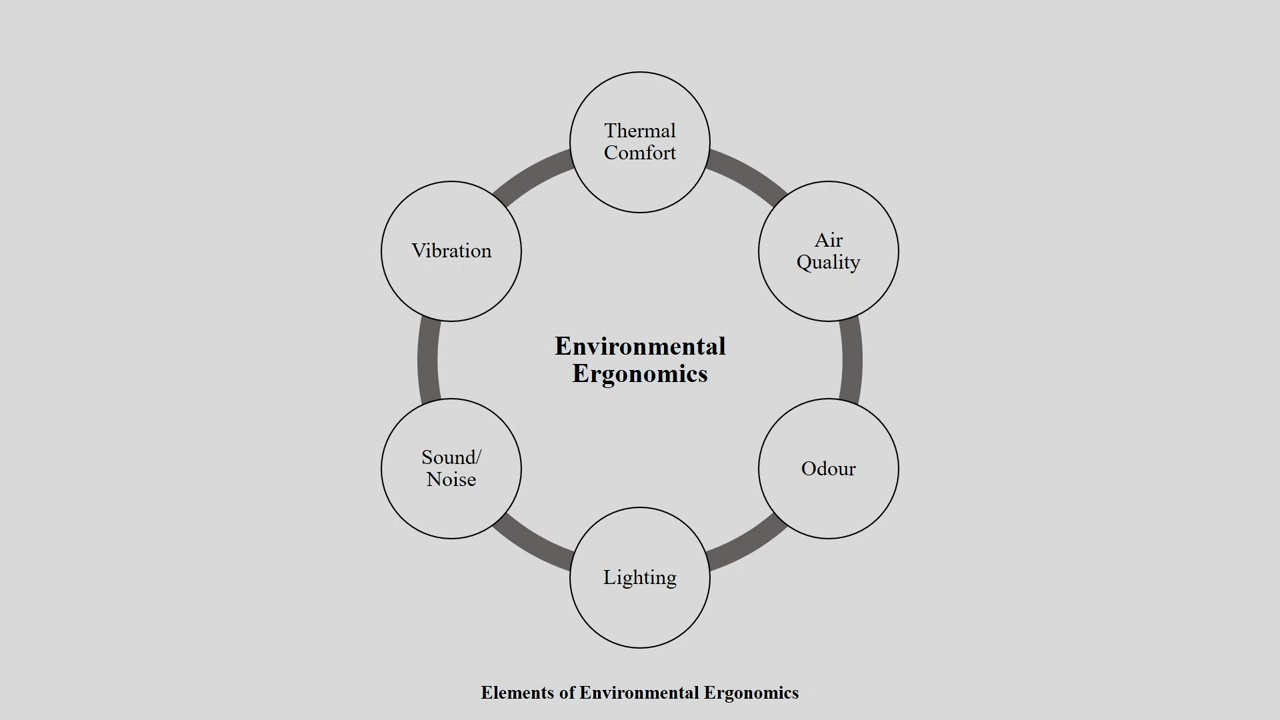 Thermal
Comfort
Air
Quality
Odour
Lighting
Sound/
Noise
Vibration
Environmental
Ergonomics
Elements of Environmental Ergonomics